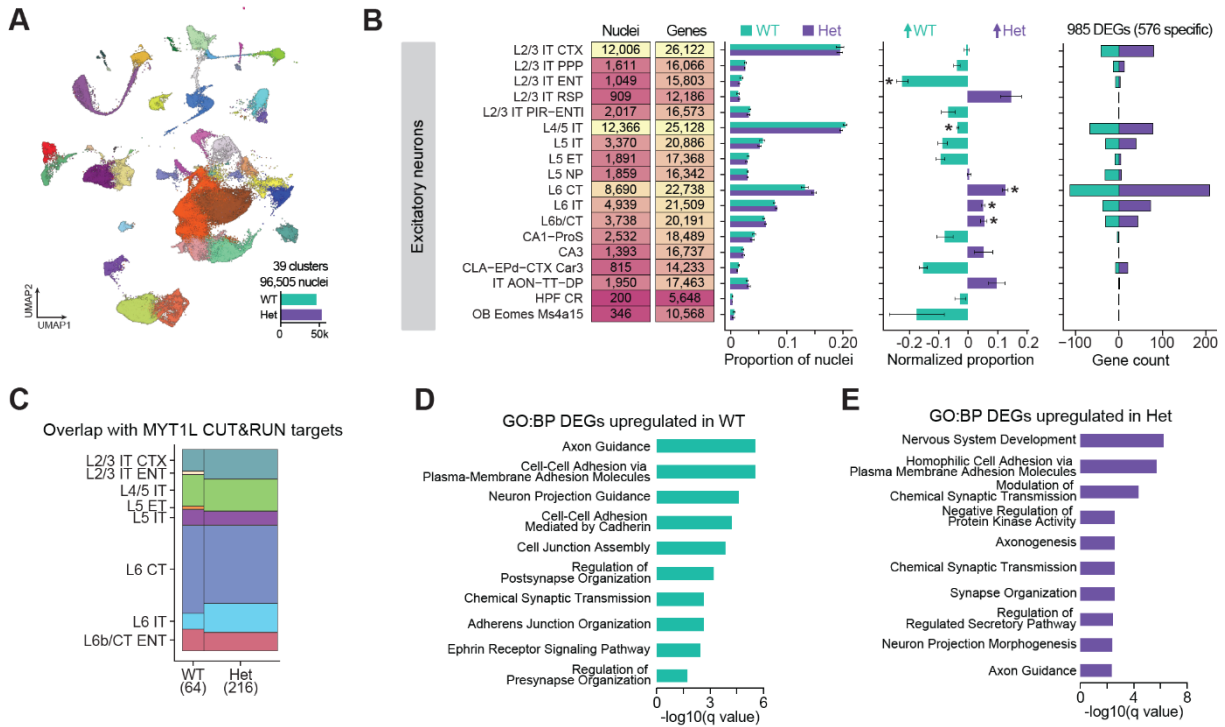 A
39 clusters
96,505 nuclei
WT
Het
0 50k
UMAP2
UMAP1
B
Nuclei Genes WT Het WT Het 985 DEGs (576 specific)
Excitatory neurons
L2/3 IT CTX 12,006 26,122
L2/3 IT PPP 1,611 16,066
L2/3 IT ENT 1,049 15,803 *
L2/3 IT RSP 909 12,186
L2/3 IT PIR-ENTI 2,017 16,573
L4/5 IT 12,366 25,128 *
L5 IT 3,370 20,886
L5 ET 1,891 17,368
L5 NP 1,859 16,342
L6 CT 8,690 22,738 *
L6 IT 4,939 21,509 *
L6b/CT 3,738 20,191 *
CA1-ProS 2,532 18,489
CA3 1,393 16,737
CLA-EPd-CTX Car3 815 14,233
IT AON-TT-DP 1,950 17,463
HPF CR 200 5,648
OB Eomes Ms4a15 346 10,568
0 0.1 0.20 -0.2 0 0.2 -100 0 100 200
Proportion of nuclei Normalized proportion Gene count
C
Overlap with MYT1L CUT&RUN targets
L2/3 IT CTX
L2/3 IT ENT
L4/5 IT
L5 ET
L5 IT
L6 CT
L6 IT
L6b/CT ENT
WT Het
(64) (216)
D
GO:BP DEGs upregulated in WT
Axon Guidance
Cell-Cell Adhesion via
Plasma-Membrane Adhesion Molecules
Neuron Projection Guidance
Cell-Cell Adhesion
Mediated by Cadherin
Cell Junction Assembly
Regulation of
Postsynapse Organization
Chemical Synaptic Transmission
Adherens Junction Organization
Ephrin Receptor Signaling Pathway
Regulation of
Presynapse Organization
0 3 6
-log10(q value)
E
GO:BP DEGs upregulated in Het
Nervous System Development
Homophilic Cell Adhesion via
Plasma Membrane Adhesion Molecules
Modulation of
Chemical Synaptic Transmission
Negative Regulation of
Protein Kinase Activity
Axonogenesis
Chemical Synaptic Transmission
Synapse Organization
Regulation of
Regulated Secretory Pathway
Neuron Projection Morphogenesis
Axon Guidance
0 4 8
-log10(q value)